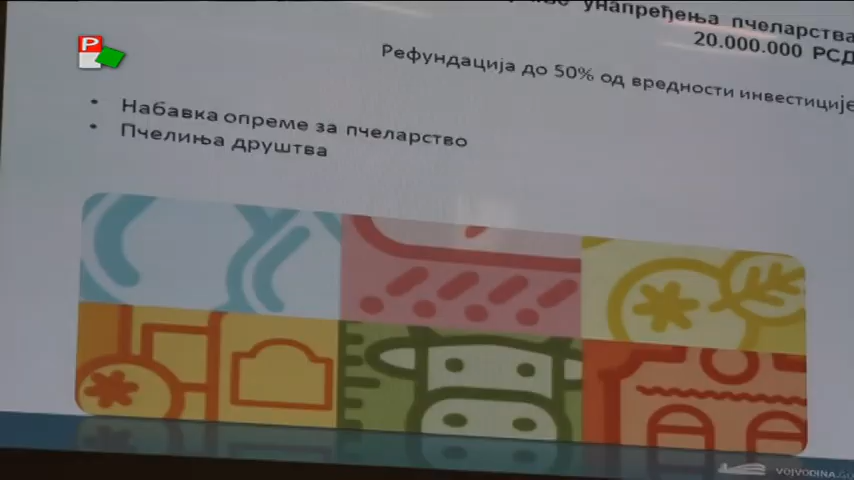 унапређења пчеларства
20.000.000 РСД
Рефундација до 50% од вредности инвестиције
• Набавка опреме за пчеларство
• Пчелиња друштва
P
VOJVODINA